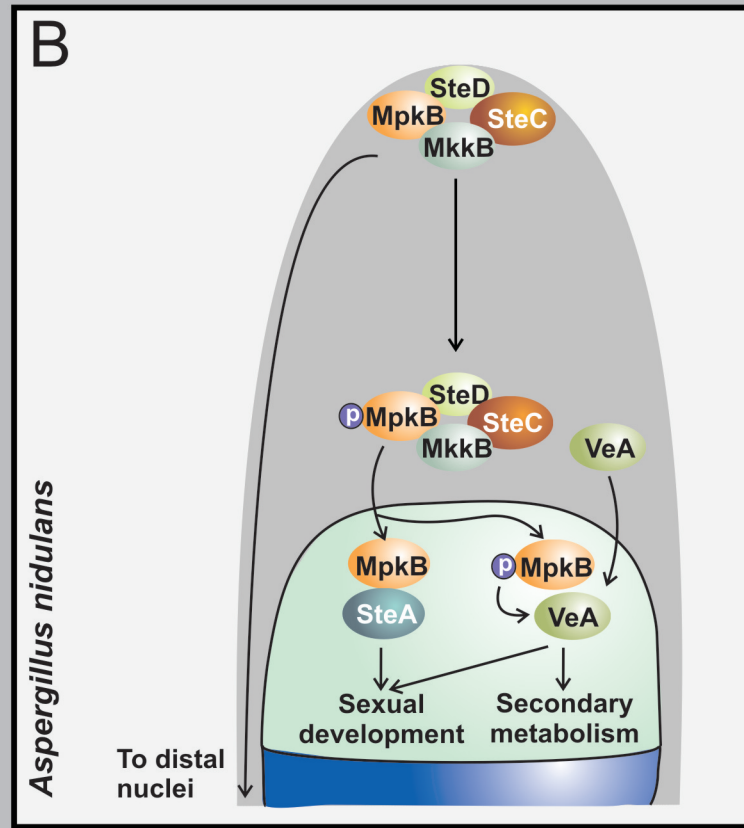 B
SteD
MpkB
SteC
MkkB
SteD
p
MpkB
SteC
MkkB
VeA
MpkB
p
MpkB
SteA
VeA
Sexual
development
Secondary
metabolism
To distal
nuclei
Aspergillus nidulans